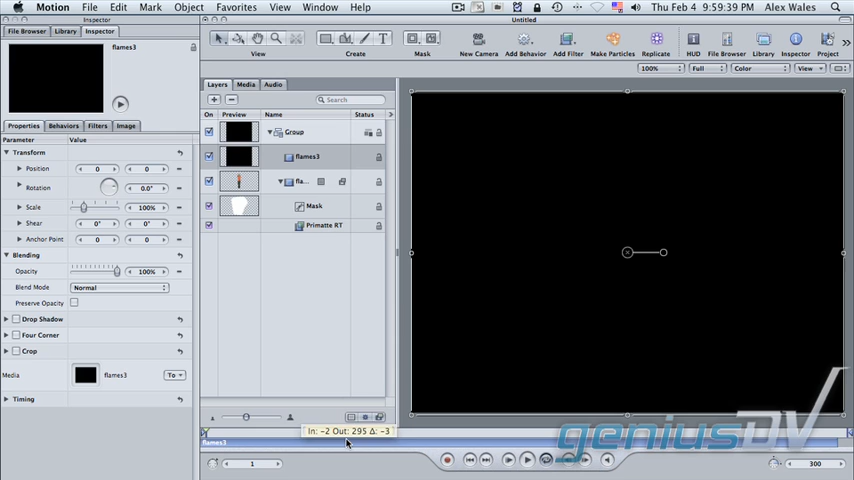 Motion File Edit Mark Object Favorites View Window Help Thu Feb 4 9:59:39 PM Alex Wales
Inspector
Untitled
File Browser Library Inspector
flames3
View Create Mask New Camera Add Behavior Add Filter Make Particles Replicate HUD File Browser Library Inspector Project
100% Full Color View
Layers Media Audio
Search
On Preview Name Status
Group
flames3
fla...
Mask
Primatte RT
Properties Behaviors Filters Image
Parameter Value
Transform
Position 0 0
Rotation 0.0°
Scale 100%
Shear 0° 0°
Anchor Point 0 0
Blending
Opacity 100%
Blend Mode Normal
Preserve Opacity
Drop Shadow
Four Corner
Crop
Media flames3 To
Timing
In: -2 Out: 295 Δ: -3
flames3
1
300
geniusDV